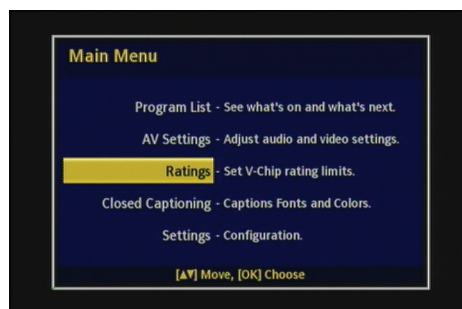 Main Menu
Program List - See what's on and what's next.
AV Settings - Adjust audio and video settings.
Ratings - Set V-Chip rating limits.
Closed Captioning - Captions Fonts and Colors.
Settings - Configuration.
[▲▼] Move, [OK] Choose